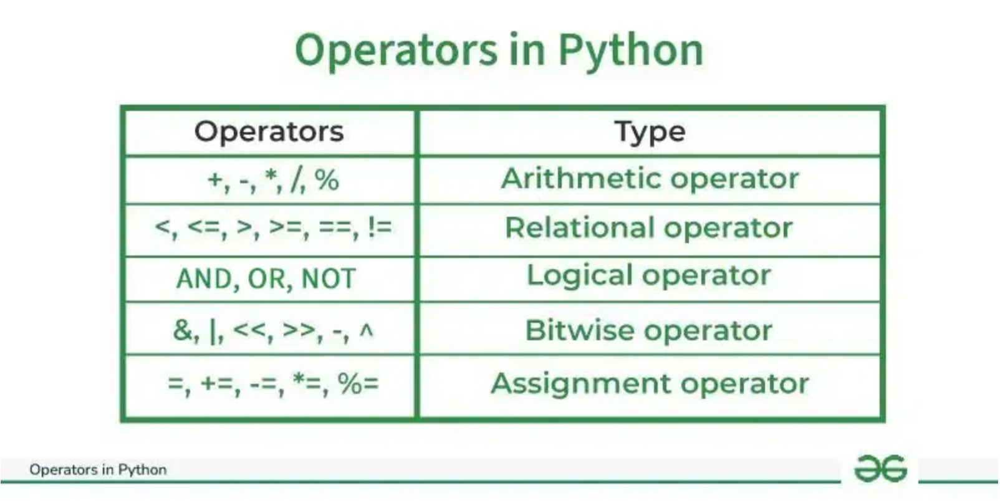 Operators in Python
Operators Type
+, -, *, /, % Arithmetic operator
<, <=, >, >=, ==, != Relational operator
AND, OR, NOT Logical operator
&, |, <<, >>, -, ^ Bitwise operator
=, +=, -=, *=, %= Assignment operator
Operators in Python